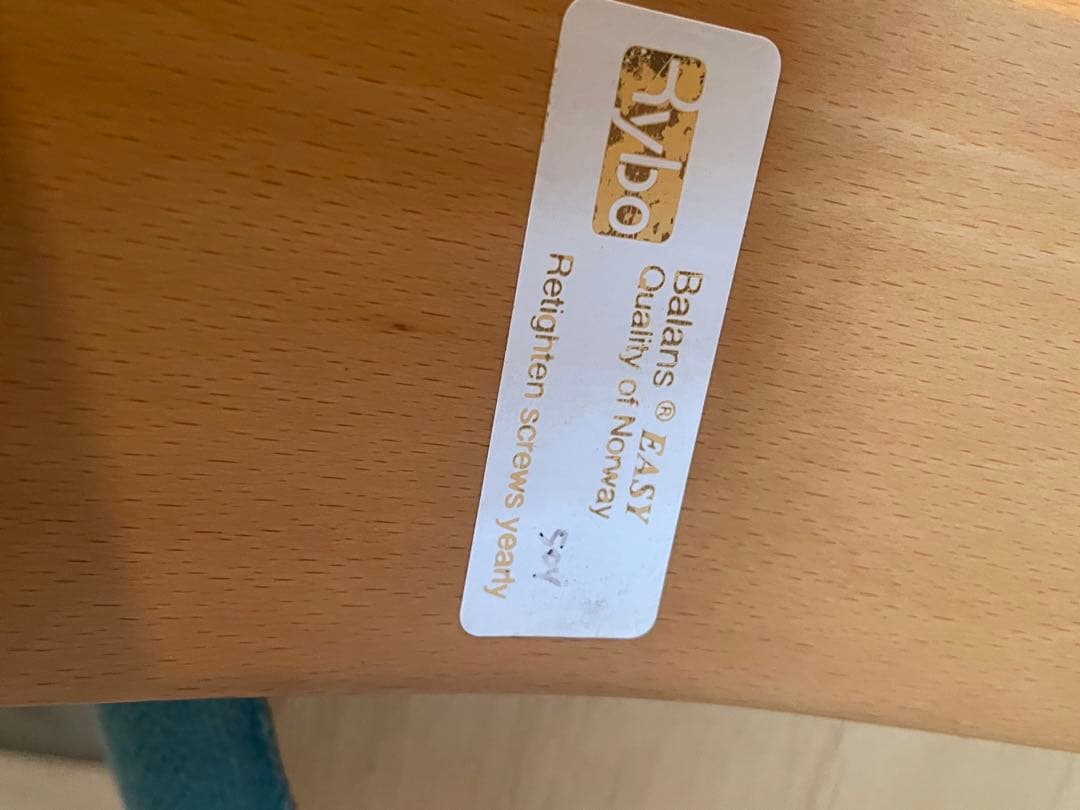 Rybo
Balans ® EASY
Quality of Norway
Retighten screws yearly